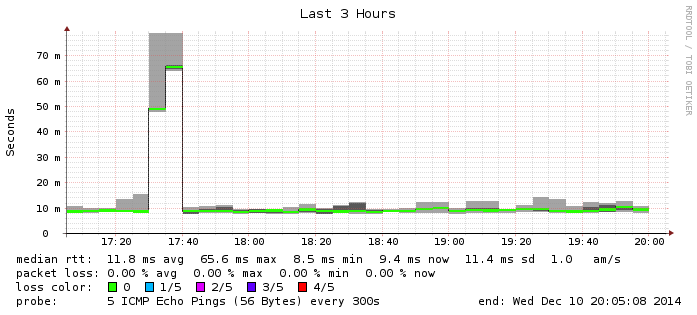 Last 3 Hours
RRDTOOL / TOBI OETIKER
Seconds
70 m
60 m
50 m
40 m
30 m
20 m
10 m
0
17:20 17:40 18:00 18:20 18:40 19:00 19:20 19:40 20:00
median rtt: 11.8 ms avg 65.6 ms max 8.5 ms min 9.4 ms now 11.4 ms sd 1.0 am/s
packet loss: 0.00 % avg 0.00 % max 0.00 % min 0.00 % now
loss color: 0 1/5 2/5 3/5 4/5
probe: 5 ICMP Echo Pings (56 Bytes) every 300s end: Wed Dec 10 20:05:08 2014